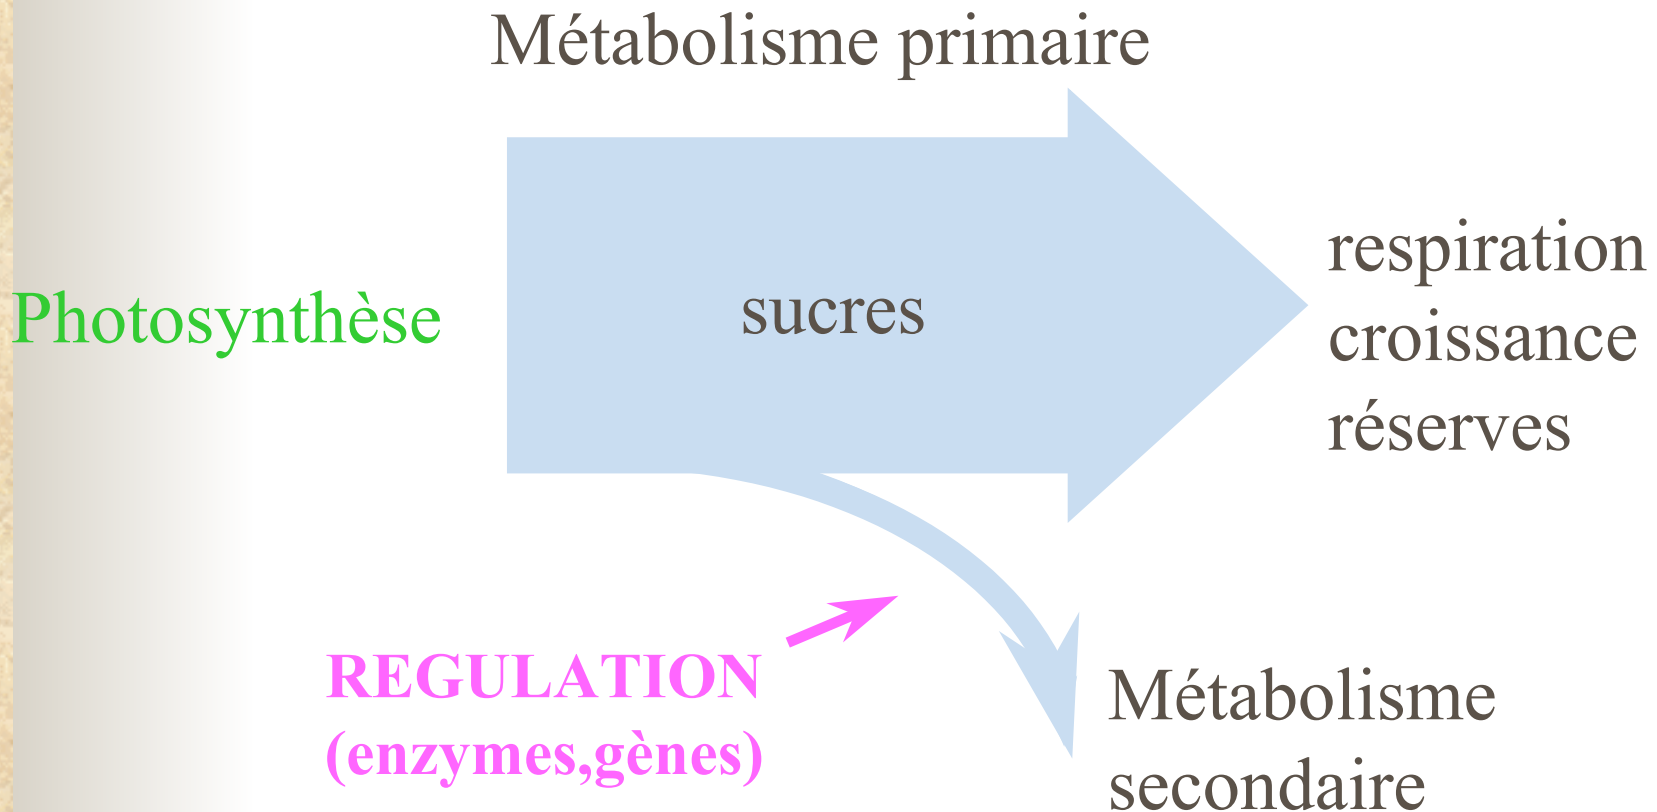 Métabolisme primaire
Photosynthèse
sucres
respiration
croissance
réserves
REGULATION
(enzymes,gènes)
Métabolisme
secondaire